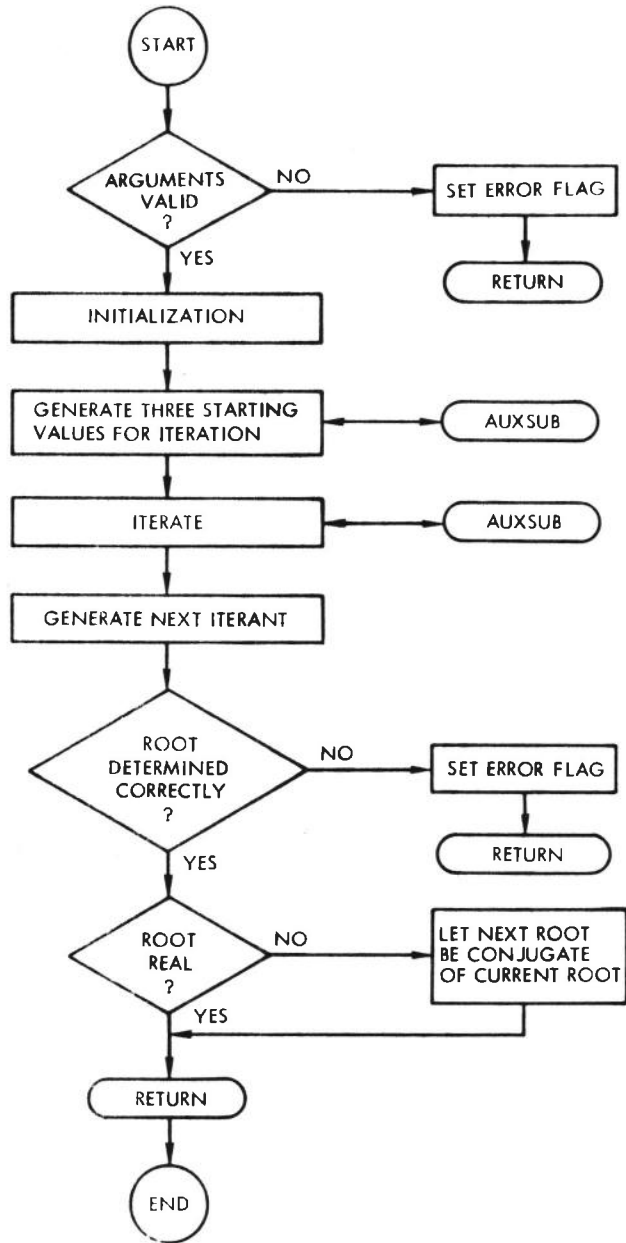 START
ARGUMENTS
VALID
?
NO
SET ERROR FLAG
RETURN
YES
INITIALIZATION
GENERATE THREE STARTING
VALUES FOR ITERATION
AUXSUB
ITERATE
AUXSUB
GENERATE NEXT ITERANT
ROOT
DETERMINED
CORRECTLY
?
NO
SET ERROR FLAG
RETURN
YES
ROOT
REAL
?
NO
LET NEXT ROOT
BE CONJUGATE
OF CURRENT ROOT
YES
RETURN
END